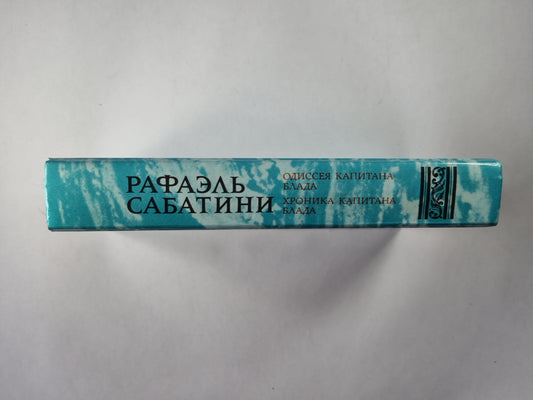 РАФАЭЛЬ
САБАТИНИ
ОДИССЕЯ КАПИТАНА
БЛАДА
ХРОНИКА КАПИТАНА
БЛАДА